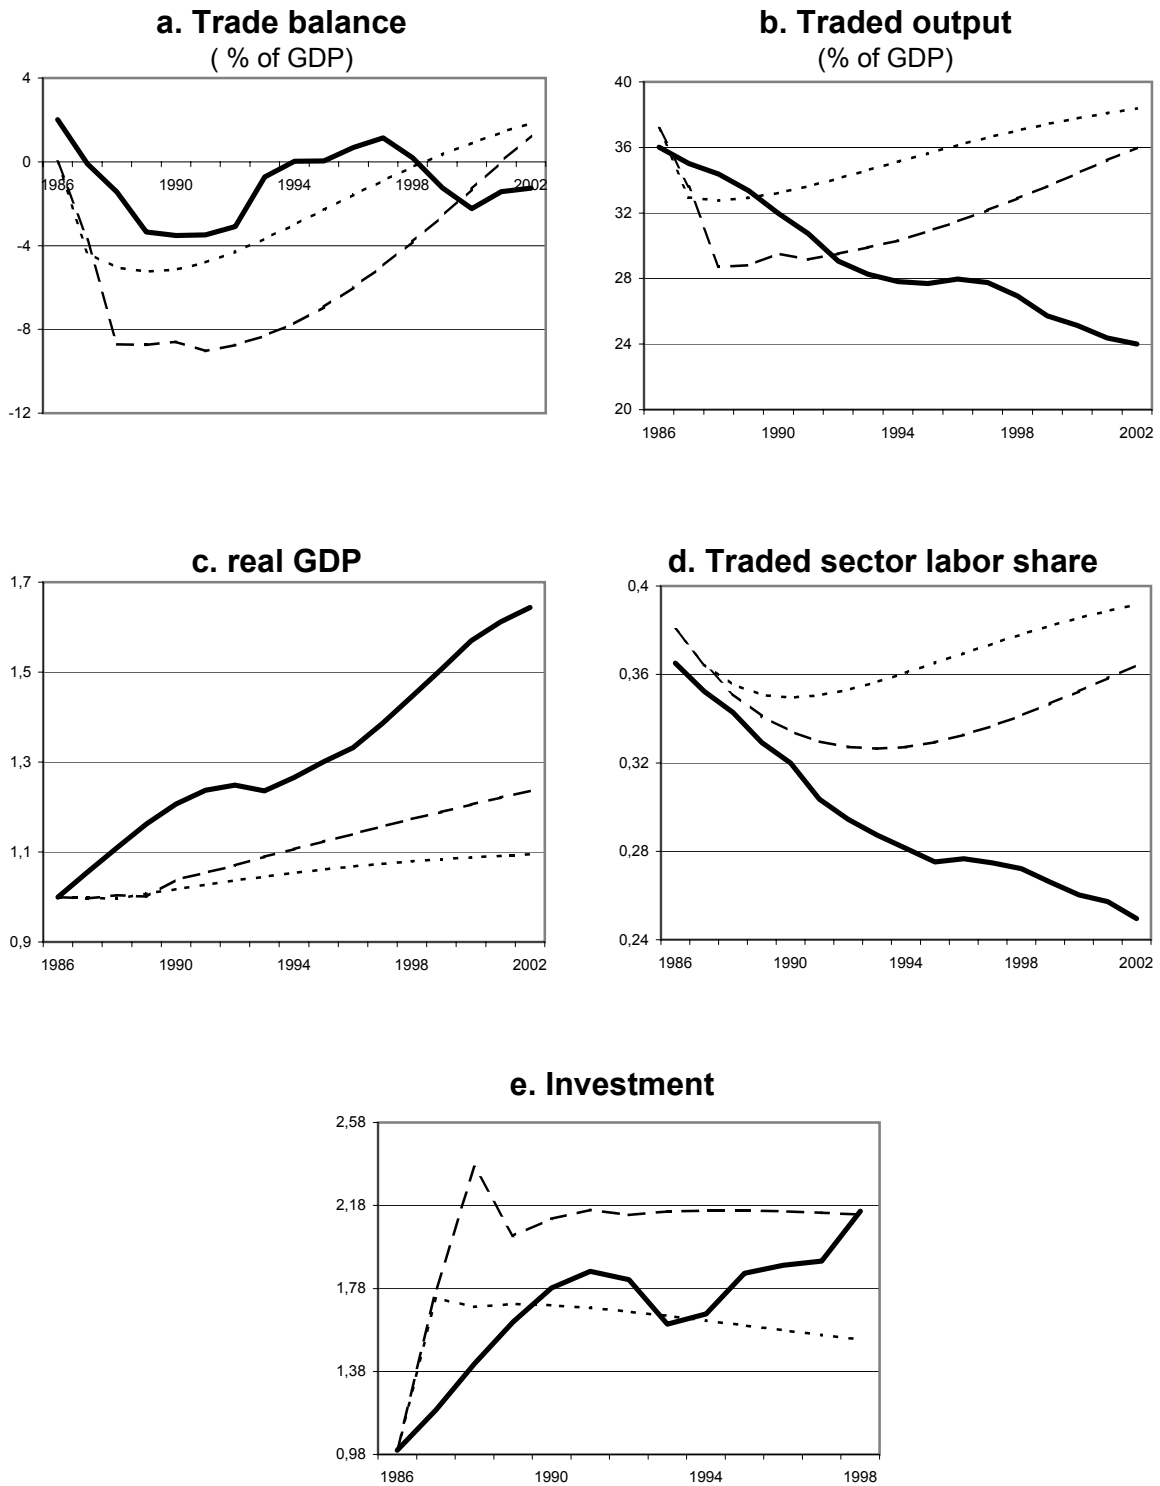 a. Trade balance
( % of GDP)
4
0
-4
-8
-12
1986 1990 1994 1998 2002
b. Traded output
(% of GDP)
40
36
32
28
24
20
1986 1990 1994 1998 2002
c. real GDP
1,7
1,5
1,3
1,1
0,9
1986 1990 1994 1998 2002
d. Traded sector labor share
0,4
0,36
0,32
0,28
0,24
1986 1990 1994 1998 2002
e. Investment
2,58
2,18
1,78
1,38
0,98
1986 1990 1994 1998